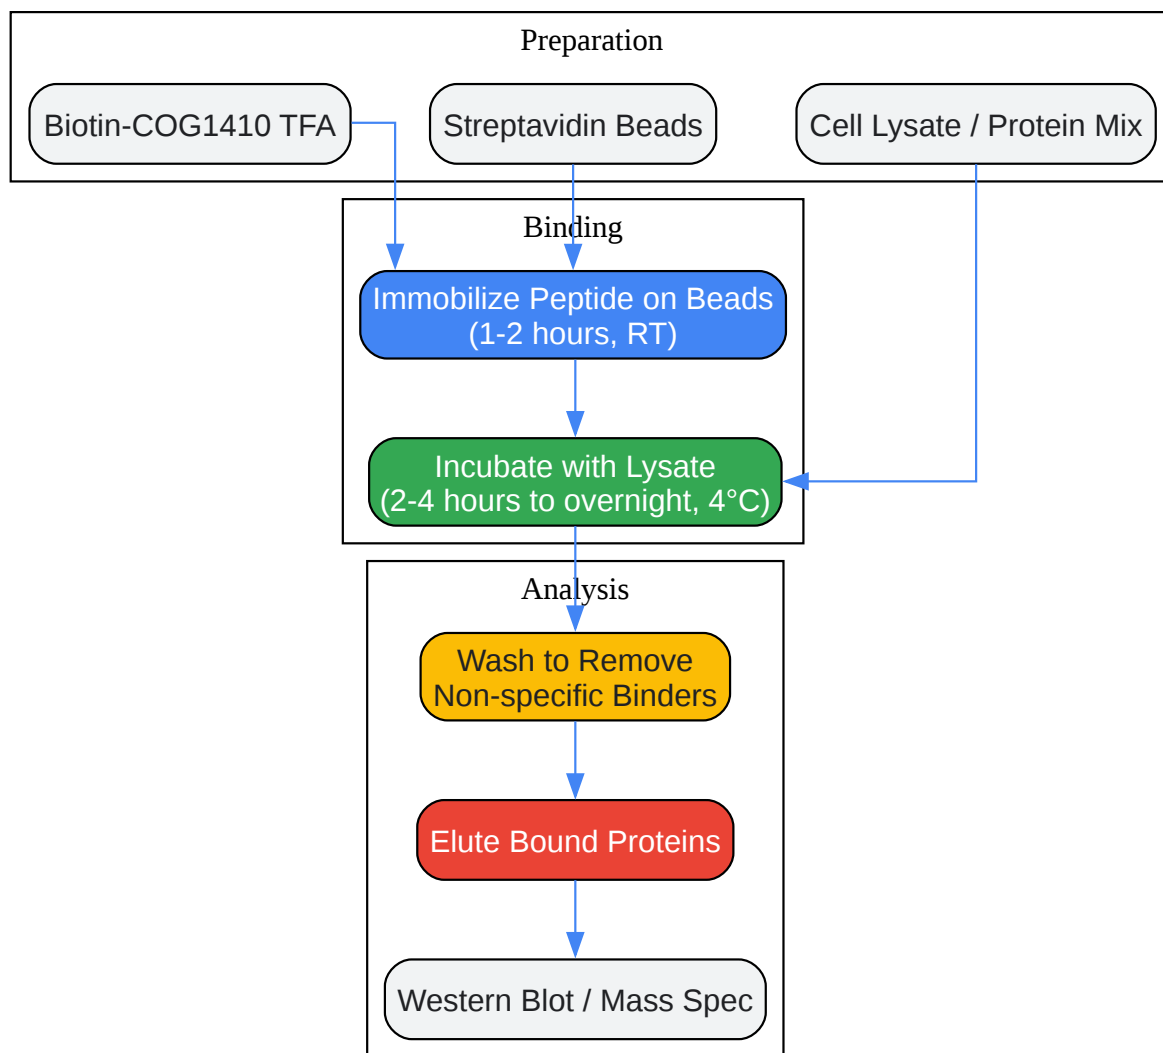 Preparation
Biotin-COG1410 TFA
Streptavidin Beads
Cell Lysate / Protein Mix
Binding
Immobilize Peptide on Beads
(1-2 hours, RT)
Incubate with Lysate
(2-4 hours to overnight, 4°C)
Analysis
Wash to Remove
Non-specific Binders
Elute Bound Proteins
Western Blot / Mass Spec